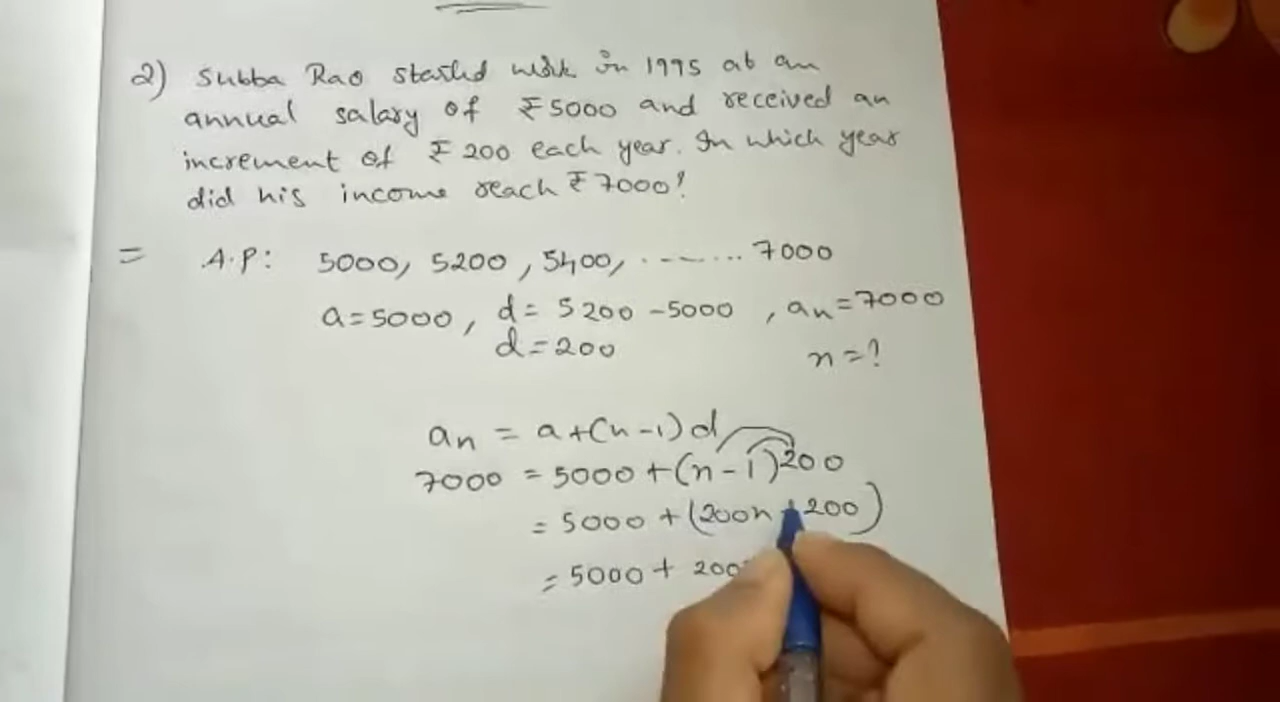 2) Subba Rao started work in 1995 at an
annual salary of ₹5000 and received an
increment of ₹200 each year. In which year
did his income reach ₹7000?
= A.P: 5000, 5200, 5400, ....... 7000
a=5000, d= 5200-5000, an=7000
d=200 n=?
an = a+(n-1)d
7000 = 5000+(n-1)200
= 5000+(200n 200)
= 5000+ 200